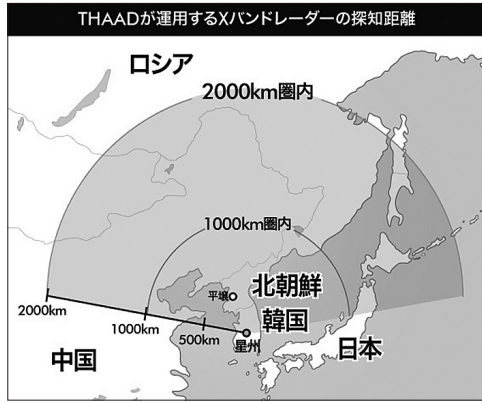 THAADが運用するXバンドレーダーの探知距離
ロシア
2000km圏内
1000km圏内
北朝鮮
平壌
韓国
2000km
1000km
500km
星州
中国
日本